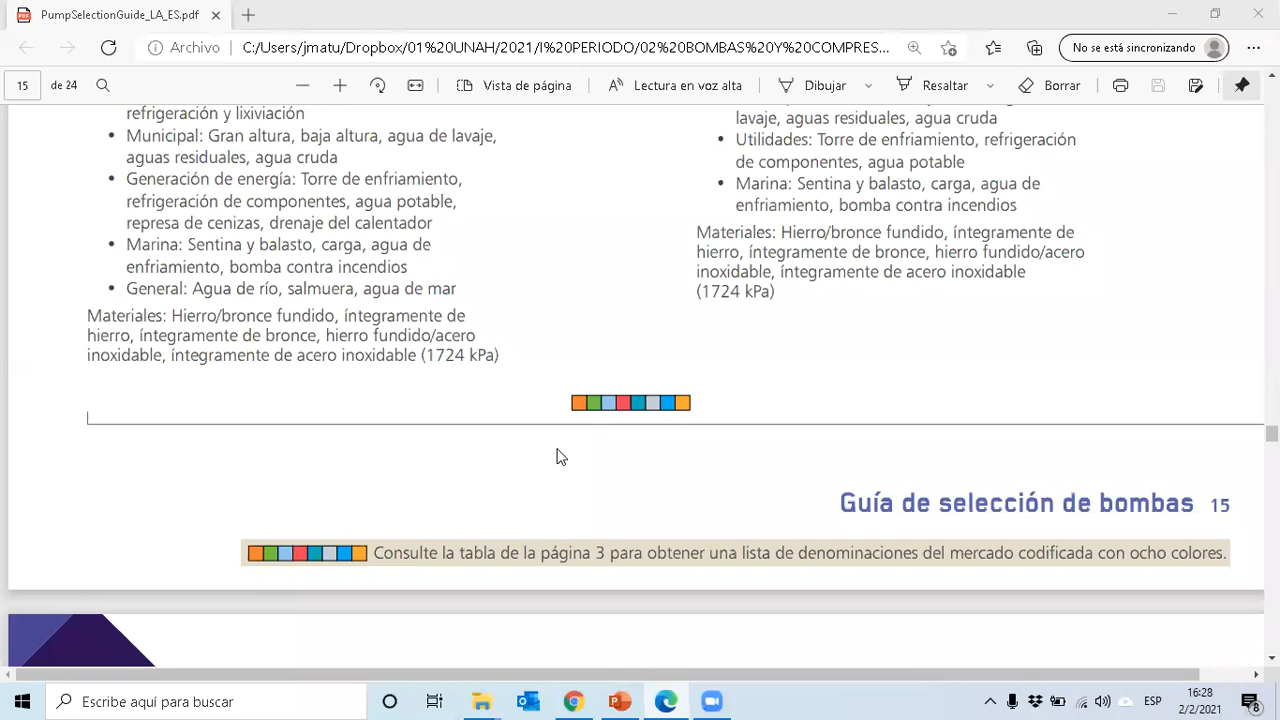 PumpSelectionGuide_LA_ES.pdf
Archivo
C:/Users/jmatu/Dropbox/01%20UNAH/2021/I%20PERIODO/02%20BOMBAS%20Y%20COMPRES...
No se está sincronizando
15 de 24
Vista de página
Lectura en voz alta
Dibujar
Resaltar
Borrar
refrigeración y lixiviación
• Municipal: Gran altura, baja altura, agua de lavaje,
aguas residuales, agua cruda
• Generación de energía: Torre de enfriamiento,
refrigeración de componentes, agua potable,
represa de cenizas, drenaje del calentador
• Marina: Sentina y balasto, carga, agua de
enfriamiento, bomba contra incendios
• General: Agua de río, salmuera, agua de mar
Materiales: Hierro/bronce fundido, íntegramente de
hierro, íntegramente de bronce, hierro fundido/acero
inoxidable, íntegramente de acero inoxidable (1724 kPa)
lavaje, aguas residuales, agua cruda
• Utilidades: Torre de enfriamiento, refrigeración
de componentes, agua potable
• Marina: Sentina y balasto, carga, agua de
enfriamiento, bomba contra incendios
Materiales: Hierro/bronce fundido, íntegramente de
hierro, íntegramente de bronce, hierro fundido/acero
inoxidable, íntegramente de acero inoxidable
(1724 kPa)
Guía de selección de bombas 15
Consulte la tabla de la página 3 para obtener una lista de denominaciones del mercado codificada con ocho colores.
Escribe aquí para buscar
ESP
16:28
2/2/2021
8